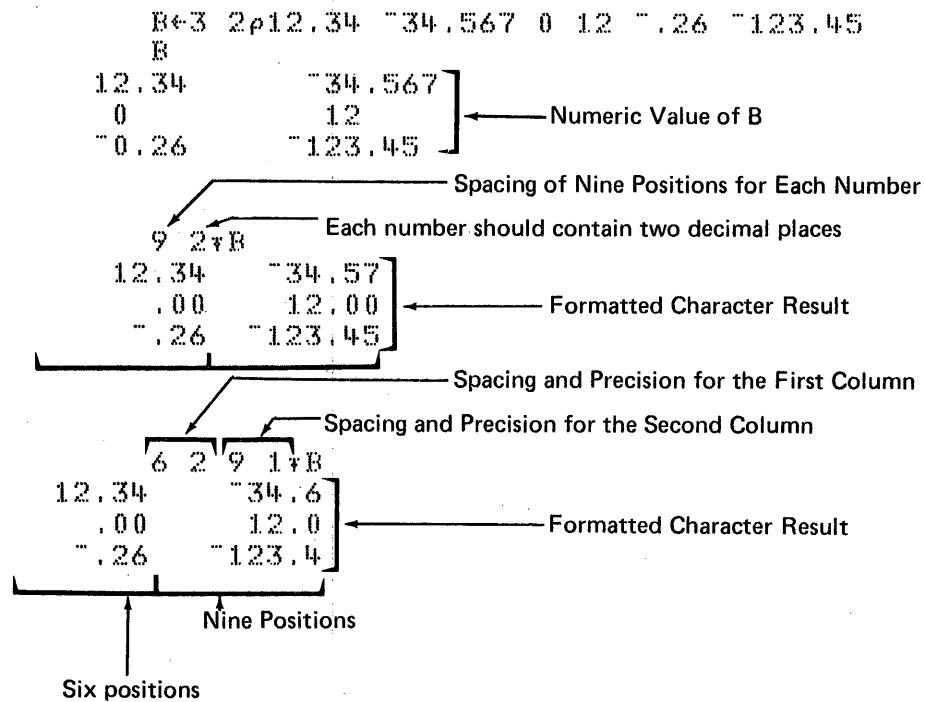 B←3 2⍴12.34 ¯34.567 0 12 ¯.26 ¯123.45
B
12.34 ¯34.567
0 12
¯0.26 ¯123.45
Numeric Value of B
Spacing of Nine Positions for Each Number
Each number should contain two decimal places
9 2⍕B
12.34 ¯34.57
.00 12.00
¯.26 ¯123.45
Formatted Character Result
Spacing and Precision for the First Column
Spacing and Precision for the Second Column
6 2 9 1⍕B
12.34 ¯34.6
.00 12.0
¯.26 ¯123.4
Formatted Character Result
Nine Positions
Six positions